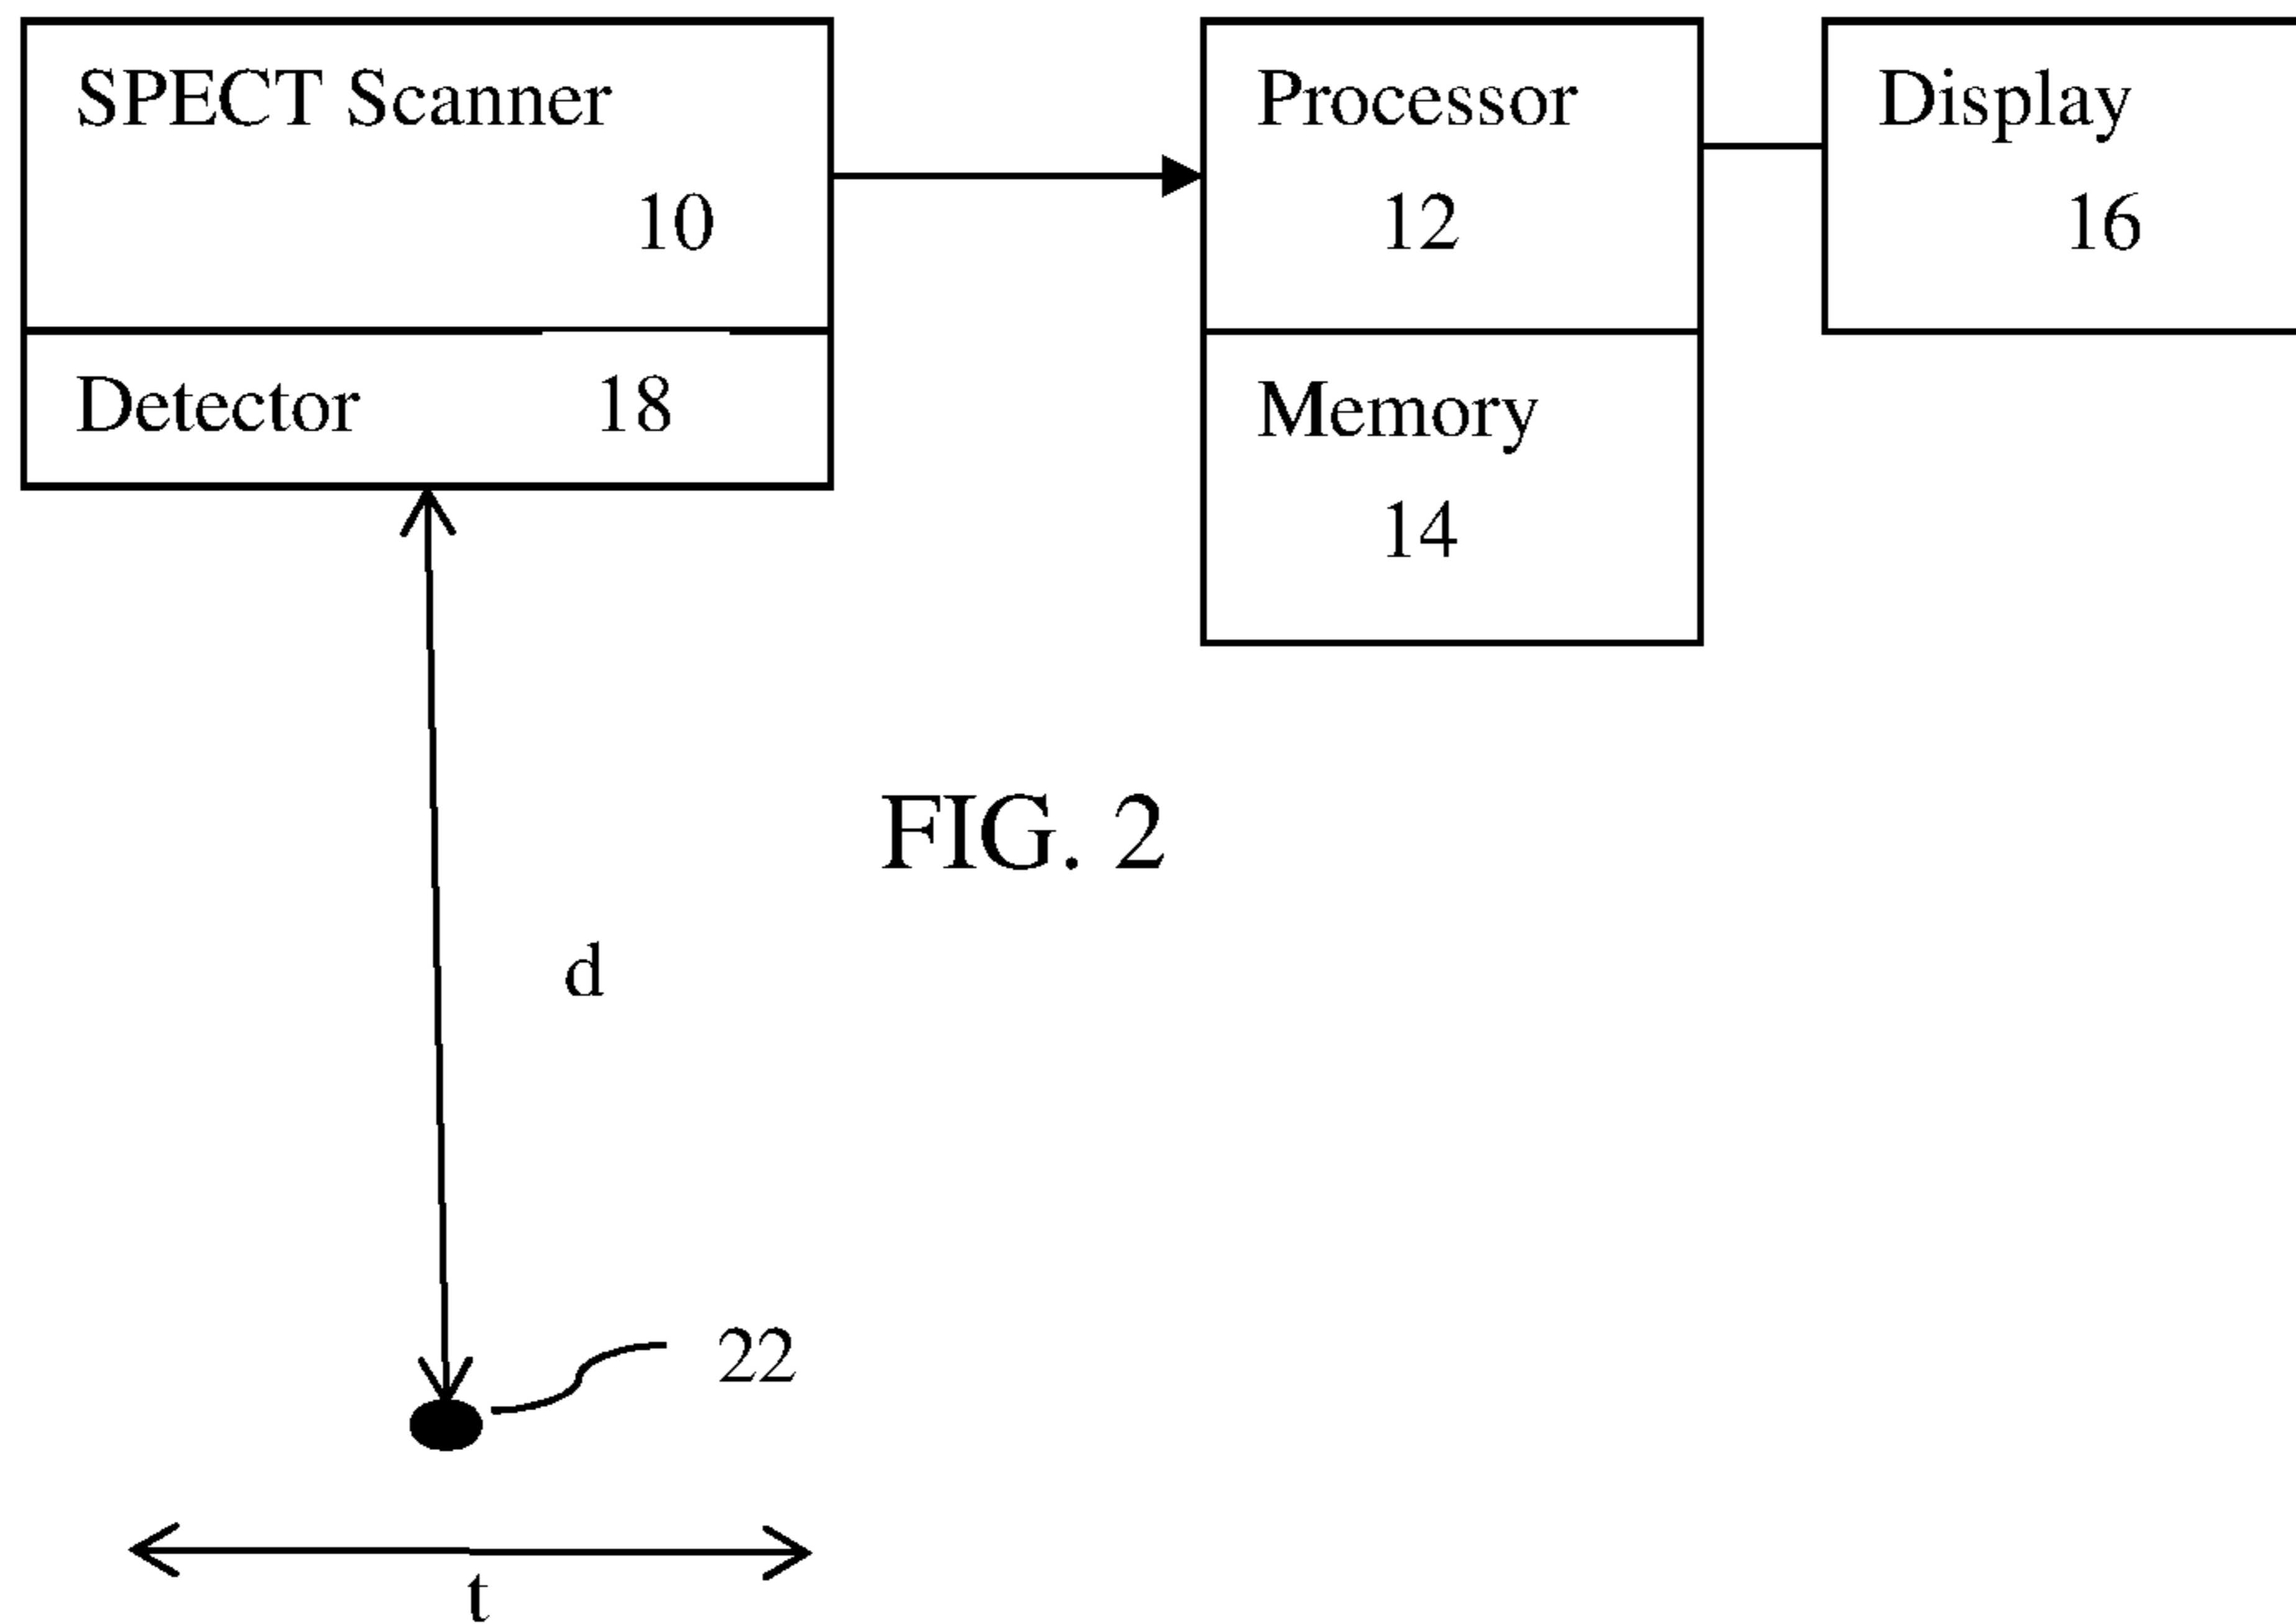 SPECT Scanner
10
Detector 18
Processor
12
Memory
14
Display
16
FIG. 2
d
22
t